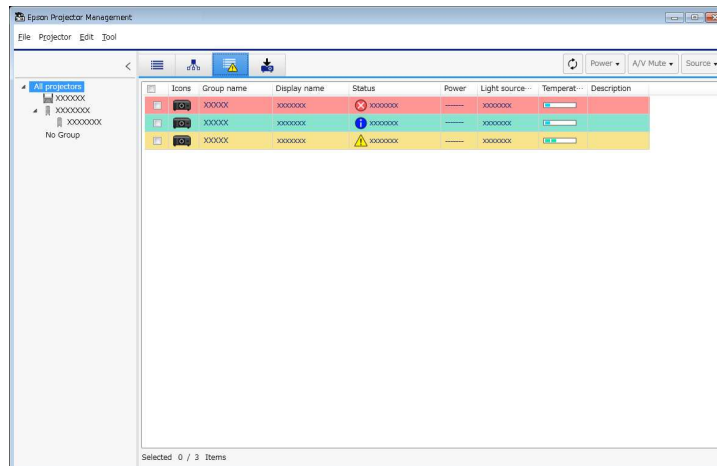 Epson Projector Management
File Projector Edit Tool
Power A/V Mute Source
All projectors
XXXXXX
XXXXXXX
XXXXXXX
No Group
Icons Group name Display name Status Power Light source··· Temperat··· Description
XXXXX xxxxxxx xxxxxxx ------- xxxxxxx
XXXXX xxxxxxx xxxxxxx ------- xxxxxxx
XXXXX xxxxxxx xxxxxxx ------- xxxxxxx
Selected 0 / 3 Items